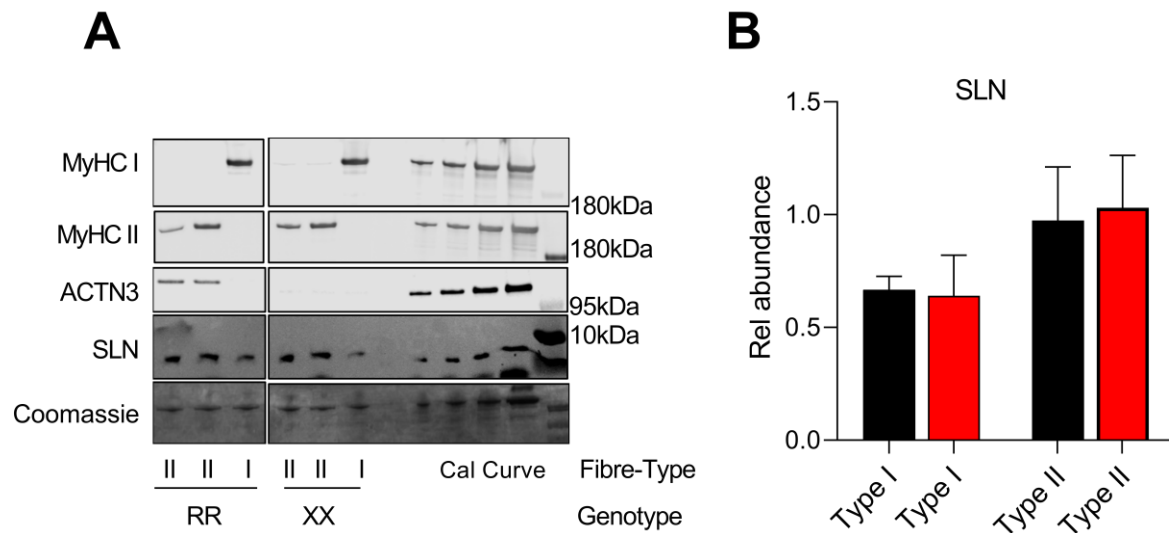 A
MyHC I
180kDa
MyHC II
180kDa
ACTN3
95kDa
10kDa
SLN
Coomassie
II II I II II I Cal Curve Fibre-Type
RR XX Genotype
B
SLN
1.5
1.0
0.5
0.0
Rel abundance
Type I
Type I
Type II
Type II